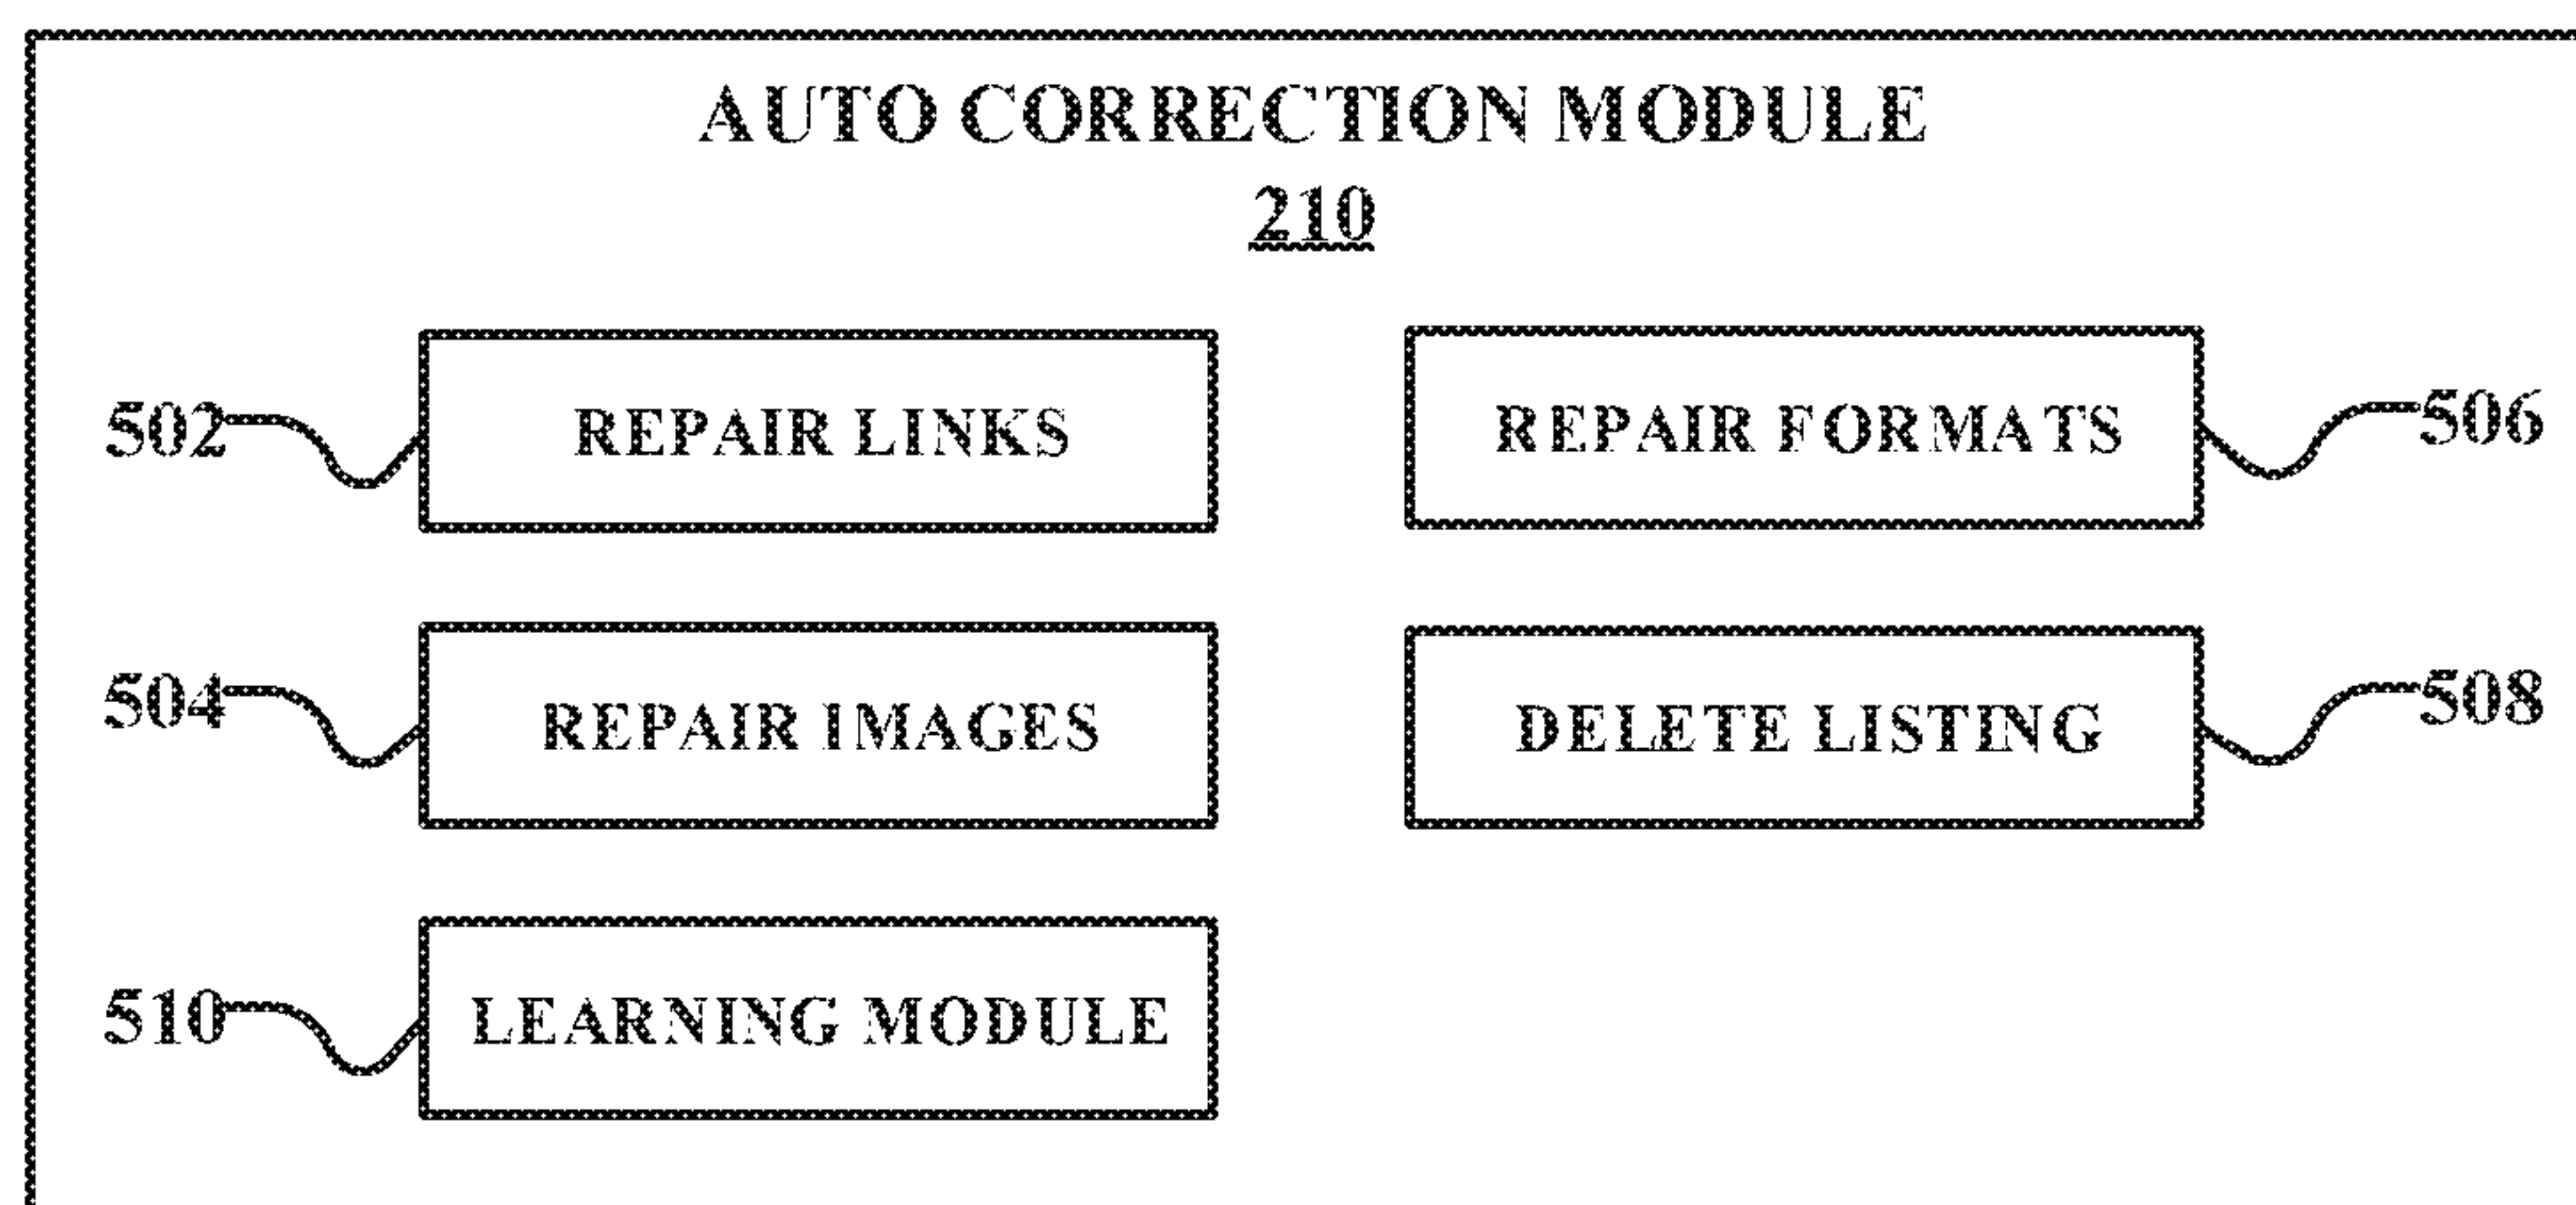 AUTO CORRECTION MODULE
210
502 REPAIR LINKS
REPAIR FORMATS 506
504 REPAIR IMAGES
DELETE LISTING 508
510 LEARNING MODULE